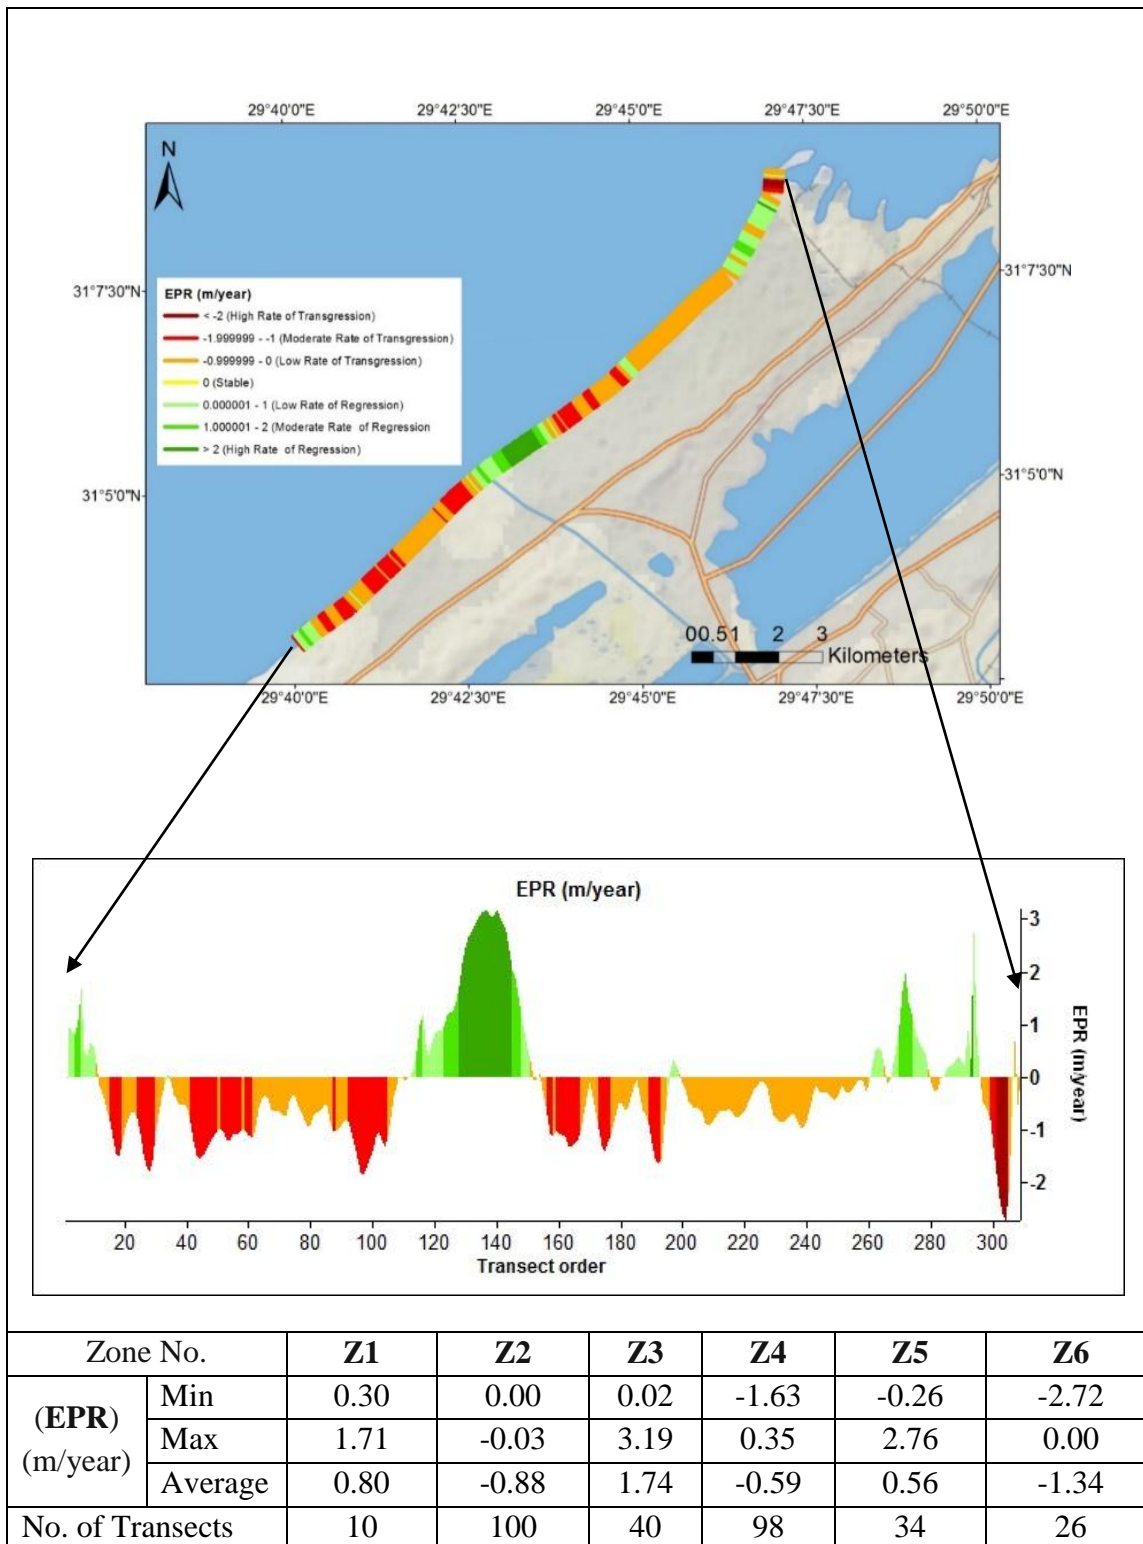 29°40'0"E 29°42'30"E 29°45'0"E 29°47'30"E 29°50'0"E
N
31°7'30"N 31°7'30"N
EPR (m/year)
< -2 (High Rate of Transgression)
-1.999999 - -1 (Moderate Rate of Transgression)
-0.999999 - 0 (Low Rate of Transgression)
0 (Stable)
0.000001 - 1 (Low Rate of Regression)
1.000001 - 2 (Moderate Rate of Regression
> 2 (High Rate of Regression)
31°5'0"N 31°5'0"N
00.51 2 3
Kilometers
29°40'0"E 29°42'30"E 29°45'0"E 29°47'30"E 29°50'0"E
EPR (m/year)
3
2
1
0
-1
-2
EPR (m/year)
20 40 60 80 100 120 140 160 180 200 220 240 260 280 300
Transect order
Zone No. Z1 Z2 Z3 Z4 Z5 Z6
(EPR) (m/year)
Min 0.30 0.00 0.02 -1.63 -0.26 -2.72
Max 1.71 -0.03 3.19 0.35 2.76 0.00
Average 0.80 -0.88 1.74 -0.59 0.56 -1.34
No. of Transects 10 100 40 98 34 26